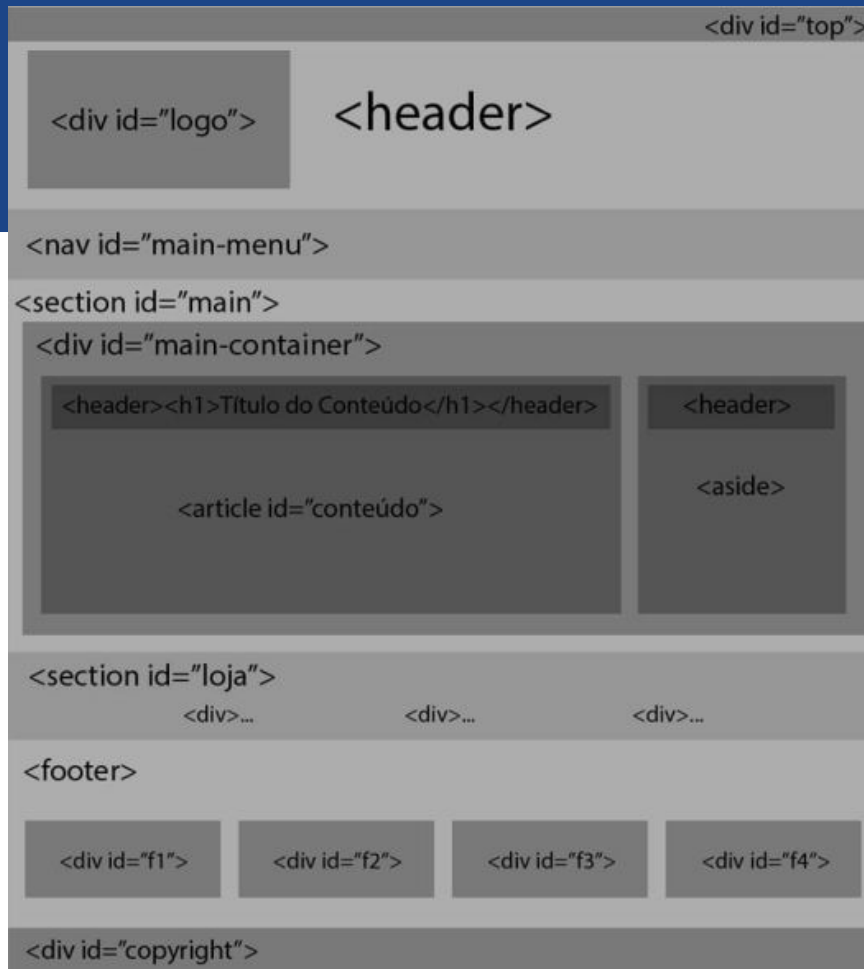 <div id="top">
<div id="logo">
<header>
<nav id="main-menu">
<section id="main">
<div id="main-container">
<header><h1>Título do Conteúdo</h1></header>
<header>
<article id="conteúdo">
<aside>
<section id="loja">
<div>...
<div>...
<div>...
<footer>
<div id="f1">
<div id="f2">
<div id="f3">
<div id="f4">
<div id="copyright">